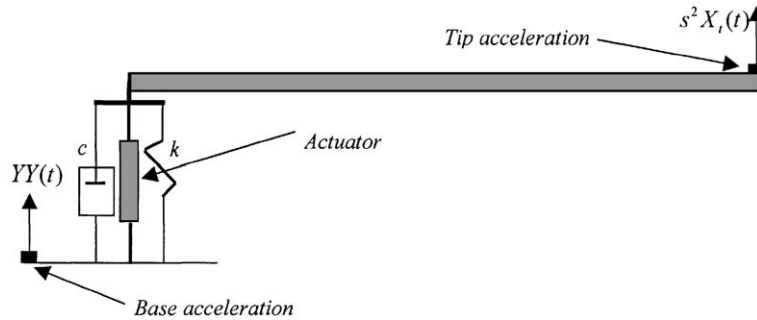 s²Xₜ(t)
Tip acceleration
c
k
Actuator
YY(t)
Base acceleration